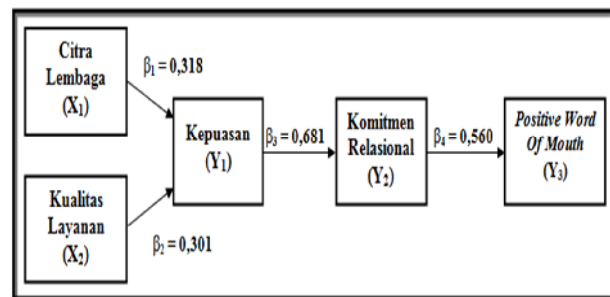 Citra
Lembaga
(X₁)
β₁ = 0,318
Kepuasan
(Y₁)
β₃ = 0,681
Komitmen
Relasional
(Y₂)
β₄ = 0,560
Positive Word
Of Mouth
(Y₃)
Kualitas
Layanan
(X₂)
β₂ = 0,301